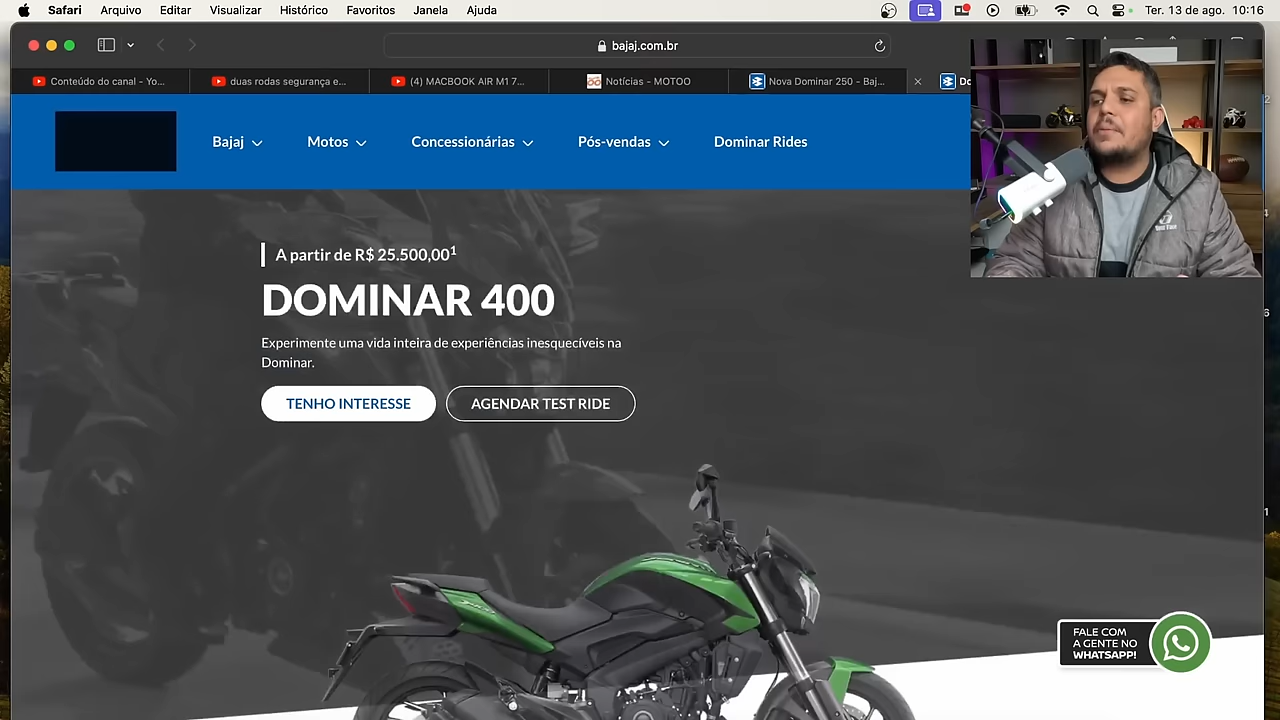 Safari Arquivo Editar Visualizar Histórico Favoritos Janela Ajuda Ter. 13 de ago. 10:16
bajaj.com.br
Conteúdo do canal - Yo...
duas rodas segurança e...
(4) MACBOOK AIR M1 7...
Notícias - MOTOO
Nova Dominar 250 - Baj...
Do
Bajaj Motos Concessionárias Pós-vendas Dominar Rides
A partir de R$ 25.500,00¹
DOMINAR 400
Experimente uma vida inteira de experiências inesquecíveis na
Dominar.
TENHO INTERESSE
AGENDAR TEST RIDE
FALE COM
A GENTE NO
WHATSAPP!